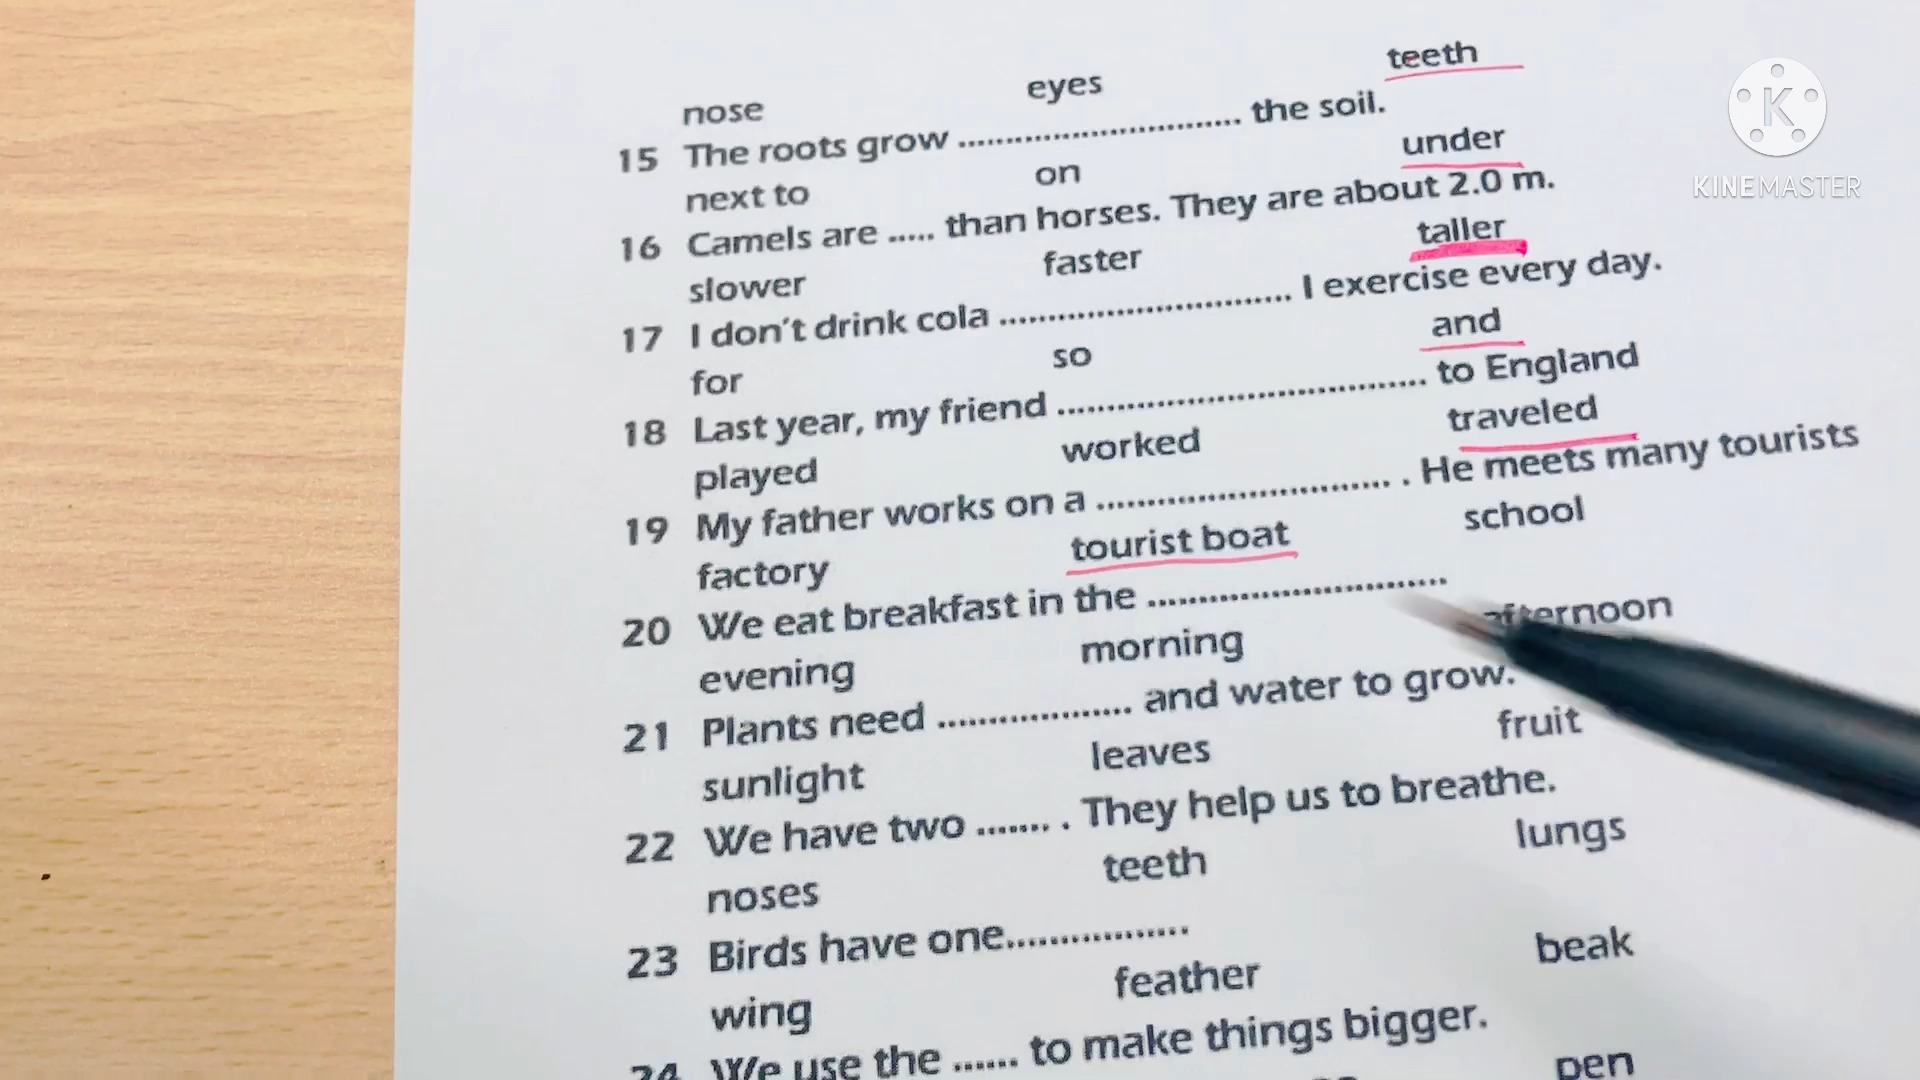 nose eyes teeth
15 The roots grow ............................ the soil.
next to on under
16 Camels are ..... than horses. They are about 2.0 m.
slower faster taller
17 I don't drink cola ............................. I exercise every day.
for so and
18 Last year, my friend ..................................... to England
played worked traveled
19 My father works on a .............................. . He meets many tourists
factory tourist boat school
20 We eat breakfast in the ..............................
evening morning afternoon
21 Plants need ................... and water to grow.
sunlight leaves fruit
22 We have two ....... . They help us to breathe.
noses teeth lungs
23 Birds have one..................
wing feather beak
24 We use the ...... to make things bigger.
pen
K
KINEMASTER